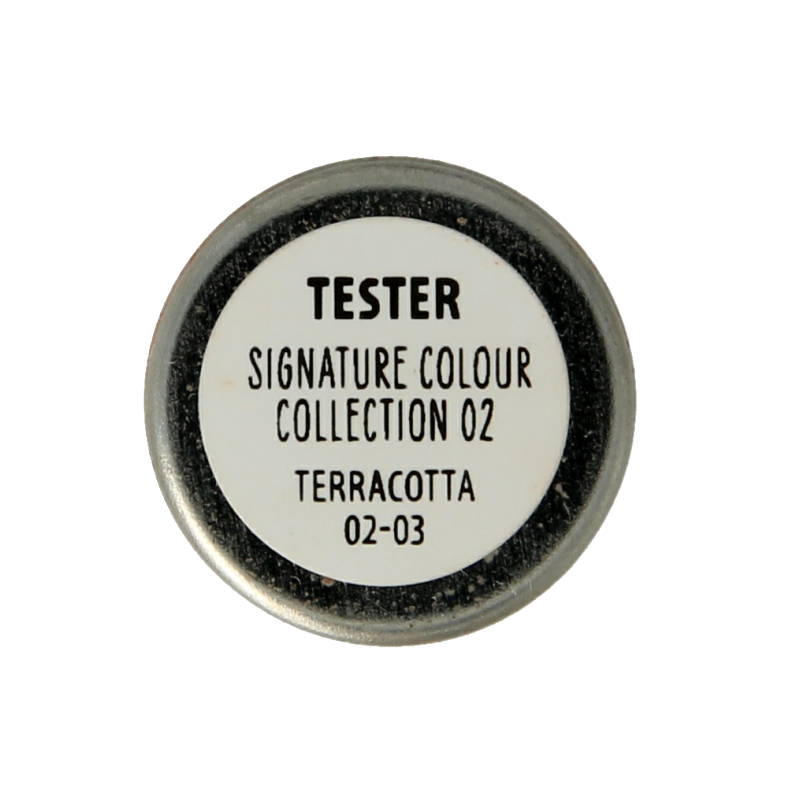 TESTER
SIGNATURE COLOUR
COLLECTION 02
TERRACOTTA
02-03